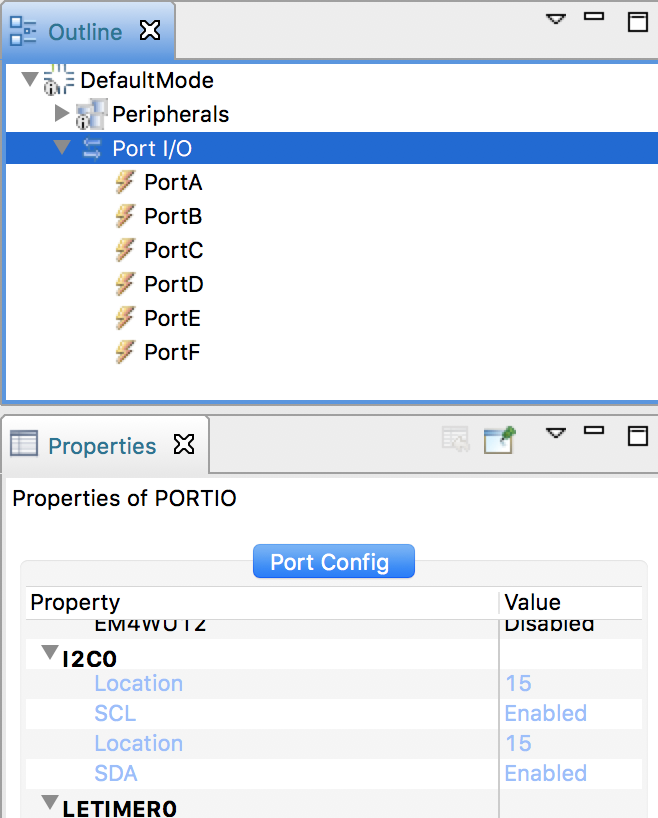 Outline
DefaultMode
Peripherals
Port I/O
PortA
PortB
PortC
PortD
PortE
PortF
Properties
Properties of PORTIO
Port Config
Property Value
EM4WU12 Disabled
I2C0
Location 15
SCL Enabled
Location 15
SDA Enabled
LETIMER0